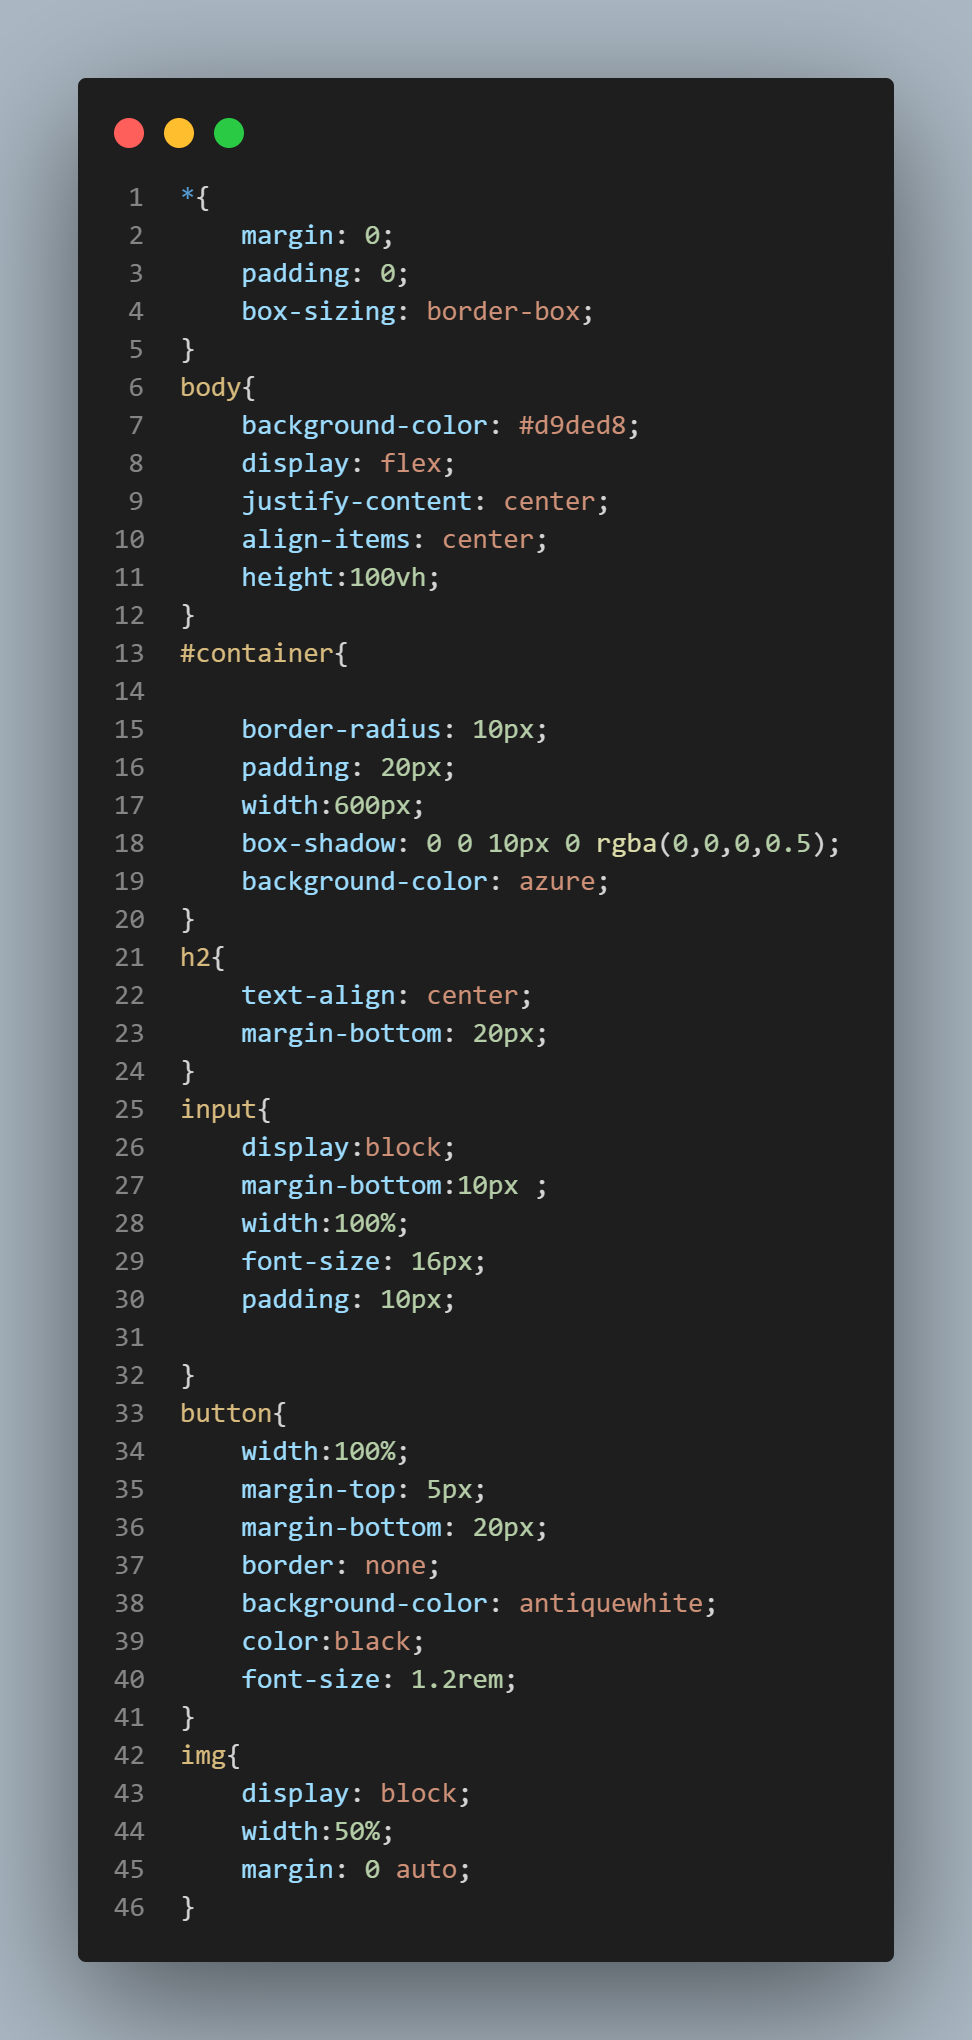 1 *{
2     margin: 0;
3     padding: 0;
4     box-sizing: border-box;
5 }
6 body{
7     background-color: #d9ded8;
8     display: flex;
9     justify-content: center;
10     align-items: center;
11     height:100vh;
12 }
13 #container{
14
15     border-radius: 10px;
16     padding: 20px;
17     width:600px;
18     box-shadow: 0 0 10px 0 rgba(0,0,0,0.5);
19     background-color: azure;
20 }
21 h2{
22     text-align: center;
23     margin-bottom: 20px;
24 }
25 input{
26     display:block;
27     margin-bottom:10px ;
28     width:100%;
29     font-size: 16px;
30     padding: 10px;
31
32 }
33 button{
34     width:100%;
35     margin-top: 5px;
36     margin-bottom: 20px;
37     border: none;
38     background-color: antiquewhite;
39     color:black;
40     font-size: 1.2rem;
41 }
42 img{
43     display: block;
44     width:50%;
45     margin: 0 auto;
46 }